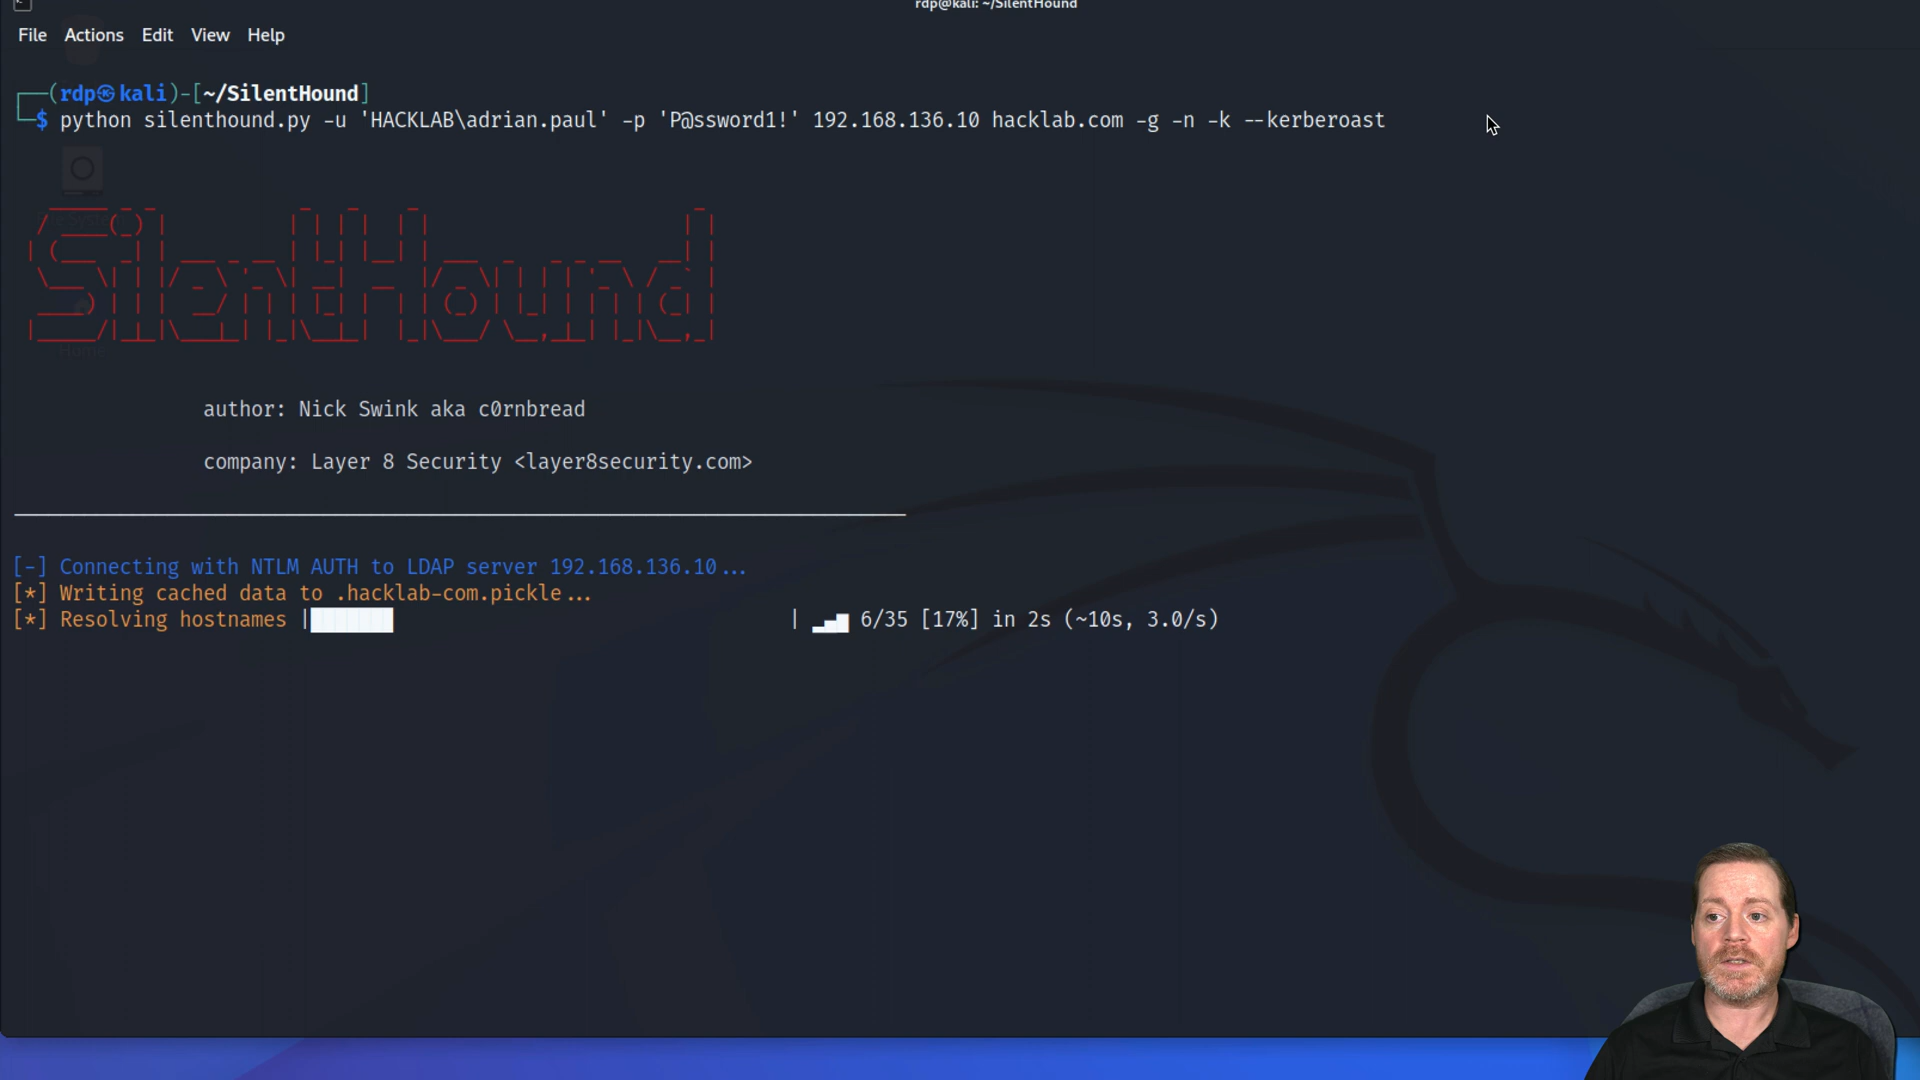 rdp@kali: ~/SilentHound
File Actions Edit View Help
┌──(rdp㉿kali)-[~/SilentHound]
└─$ python silenthound.py -u 'HACKLAB\adrian.paul' -p 'P@ssword1!' 192.168.136.10 hacklab.com -g -n -k --kerberoast
SilentHound
author: Nick Swink aka c0rnbread
company: Layer 8 Security <layer8security.com>
[-] Connecting with NTLM AUTH to LDAP server 192.168.136.10...
[*] Writing cached data to .hacklab-com.pickle...
[*] Resolving hostnames |███████ | ▂▄▆ 6/35 [17%] in 2s (~10s, 3.0/s)
Home